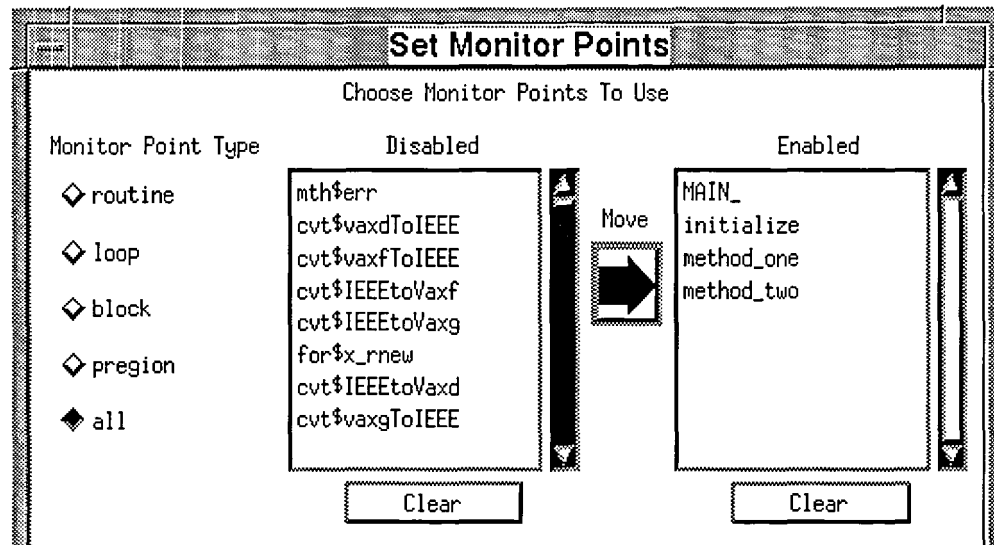 Set Monitor Points
Choose Monitor Points To Use
Monitor Point Type
routine
loop
block
pregion
all
Disabled
mth$err
cvt$vaxdToIEEE
cvt$vaxfToIEEE
cvt$IEEEtoVaxf
cvt$IEEEtoVaxg
for$x_rnew
cvt$IEEEtoVaxd
cvt$vaxgToIEEE
Clear
Move
Enabled
MAIN_
initialize
method_one
method_two
Clear